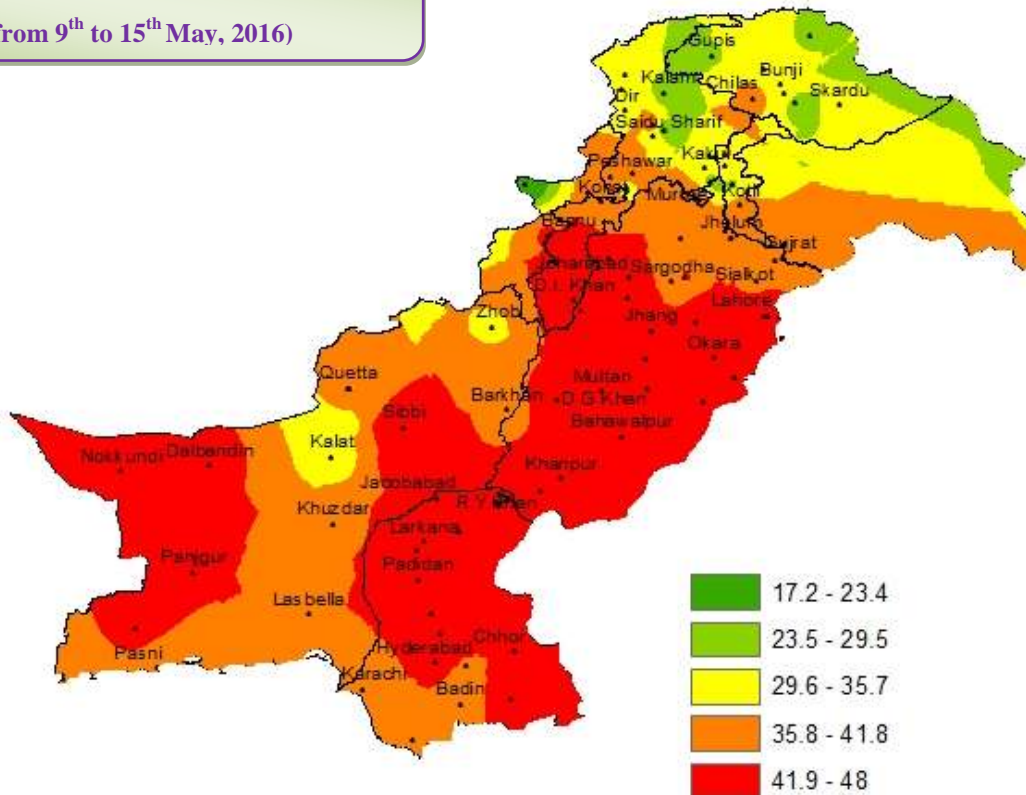 from 9th to 15th May, 2016)
Gupis
Kalam
Chilas
Bunji
Skardu
Dir
Saidu Sharif
Kakul
Peshawar
Kohat
Kotli
Bannu
Jhelum
Gujrat
Sargodha
Sialkot
D.I. Khan
Lahore
Zhob
Jhang
Okara
Quetta
Multan
Barkhan
D.G.Khan
Sibbi
Bahawalpur
Kalat
Nokkundi
Dalbandin
Khanpur
Jacobabad
R.Y.Khan
Khuzdar
Larkana
Panjgur
Padidan
Lasbella
Chhor
Hyderabad
Pasni
Karachi
Badin
17.2 - 23.4
23.5 - 29.5
29.6 - 35.7
35.8 - 41.8
41.9 - 48